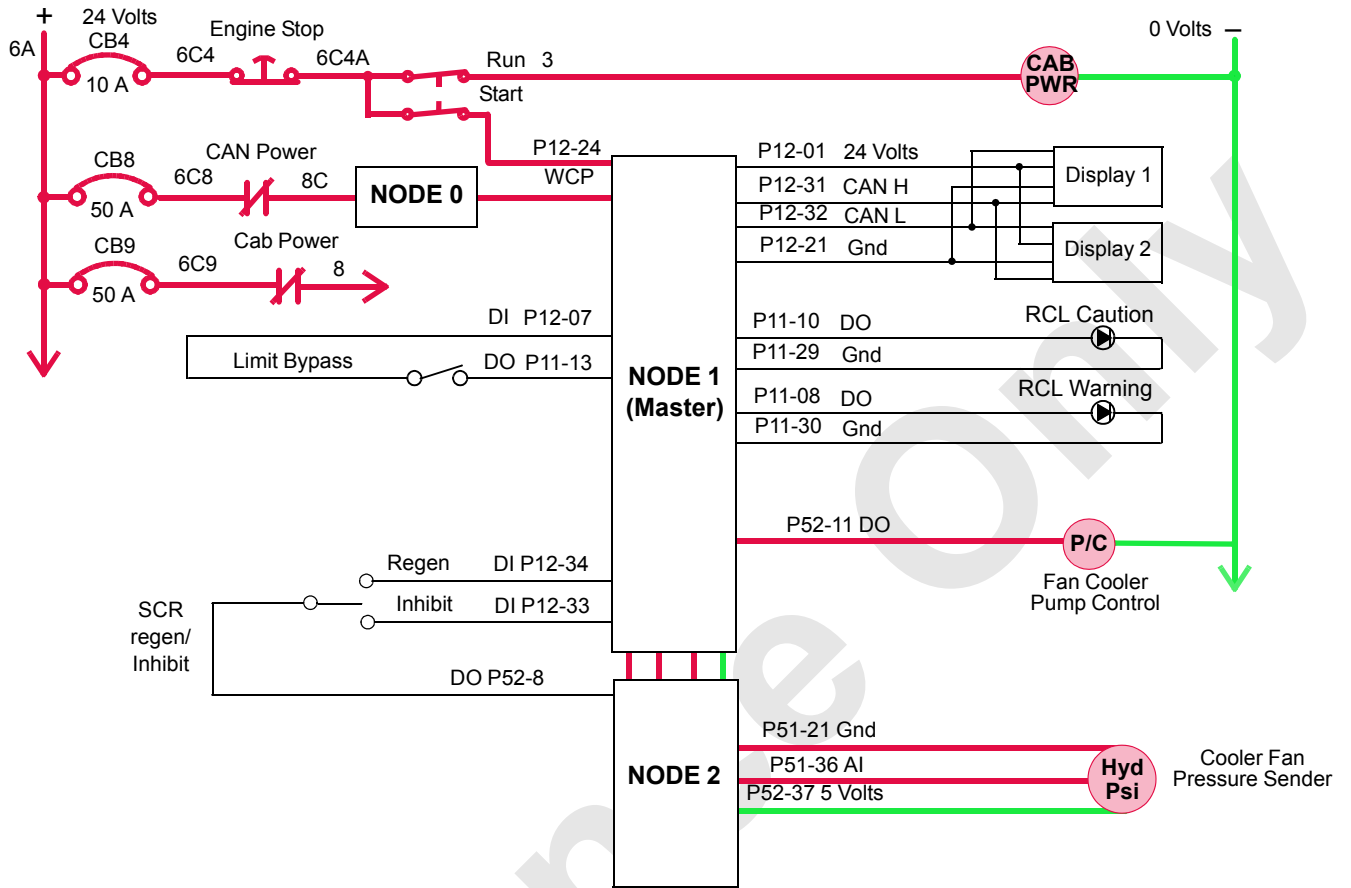 + 24 Volts
0 Volts −
6A
CB4
10 A
6C4
Engine Stop
6C4A
Run 3
Start
CAB
PWR
CB8
50 A
6C8
CAN Power
8C
NODE 0
P12-24
WCP
CB9
50 A
6C9
Cab Power
8
P12-01 24 Volts
P12-31 CAN H
P12-32 CAN L
P12-21 Gnd
Display 1
Display 2
DI P12-07
Limit Bypass
DO P11-13
NODE 1
(Master)
P11-10 DO
P11-29 Gnd
RCL Caution
P11-08 DO
P11-30 Gnd
RCL Warning
P52-11 DO
P/C
Fan Cooler
Pump Control
Regen DI P12-34
Inhibit DI P12-33
SCR
regen/
Inhibit
DO P52-8
NODE 2
P51-21 Gnd
P51-36 AI
P52-37 5 Volts
Hyd
Psi
Cooler Fan
Pressure Sender
nce Only